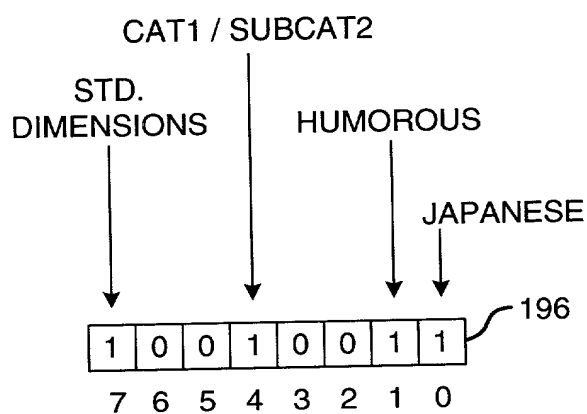 CAT1 / SUBCAT2
STD.
DIMENSIONS
HUMOROUS
JAPANESE
196
1 0 0 1 0 0 1 1
7 6 5 4 3 2 1 0